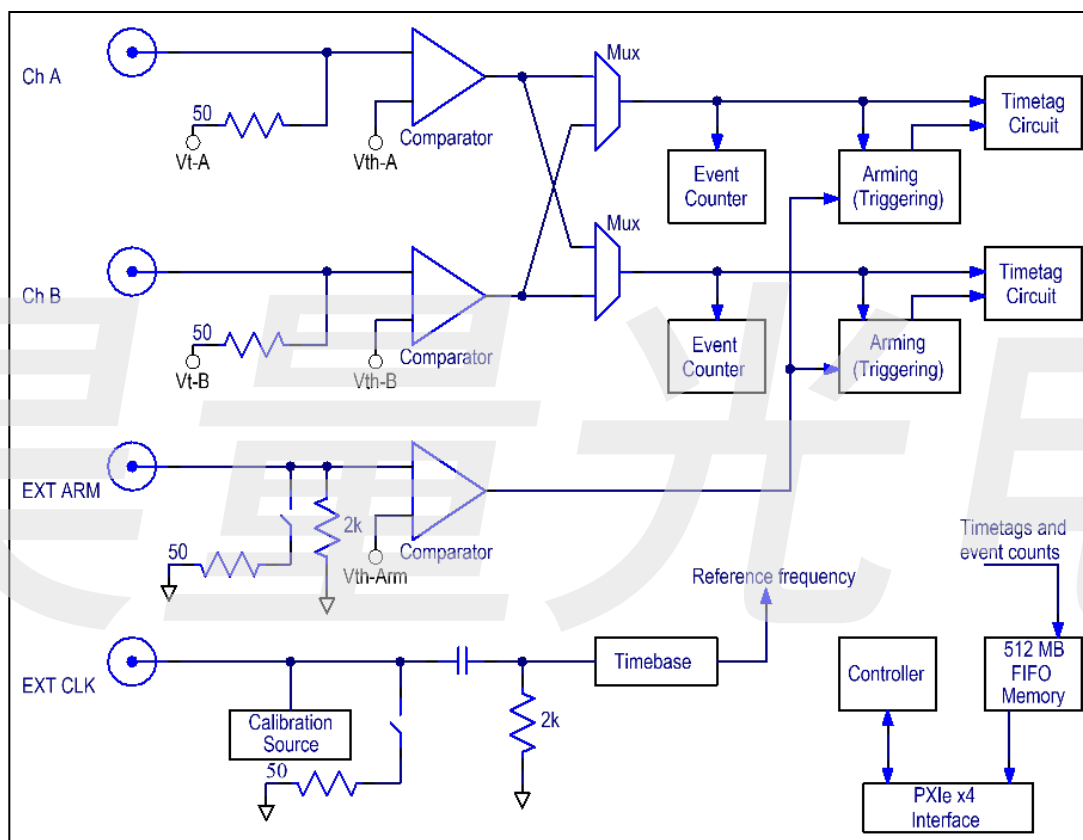 Ch A
50
Vt-A
Vth-A
Comparator
Mux
Event
Counter
Arming
(Triggering)
Timetag
Circuit
Ch B
50
Vt-B
Vth-B
Comparator
Mux
Event
Counter
Arming
(Triggering)
Timetag
Circuit
EXT ARM
50
2k
Vth-Arm
Comparator
Timetags and
event counts
Reference frequency
EXT CLK
Calibration
Source
50
2k
Timebase
Controller
512 MB
FIFO
Memory
PXIe x4
Interface
量光